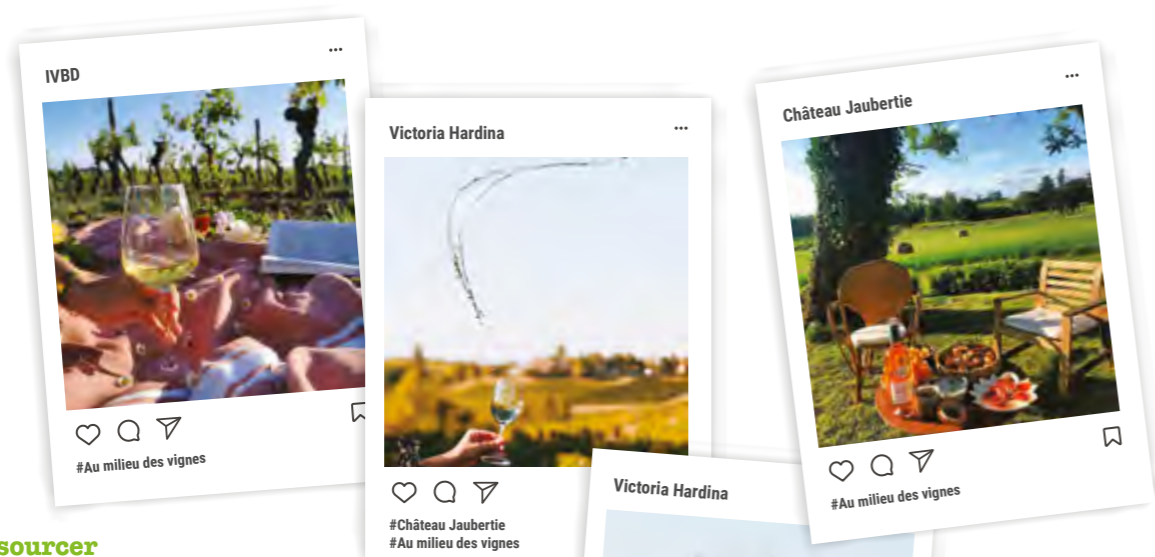 IVBD
#Au milieu des vignes
Victoria Hardina
#Château Jaubertie
#Au milieu des vignes
Victoria Hardina
Château Jaubertie
#Au milieu des vignes
sourcer